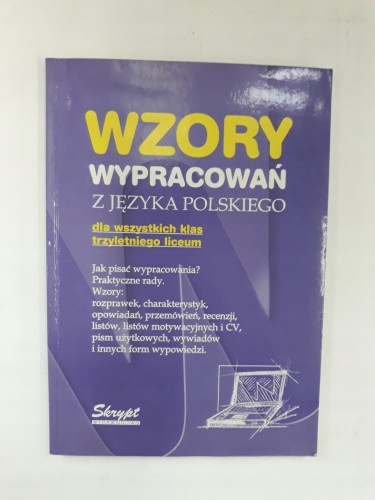 WZORY
WYPRACOWAŃ
Z JĘZYKA POLSKIEGO
dla wszystkich klas
trzyletniego liceum
Jak pisać wypracowania?
Praktyczne rady.
Wzory:
rozprawek, charakterystyk,
opowiadań, przemówień, recenzji,
listów, listów motywacyjnych i CV,
pism użytkowych, wywiadów
i innych form wypowiedzi.
Skrypt
WYDAWNICTWO